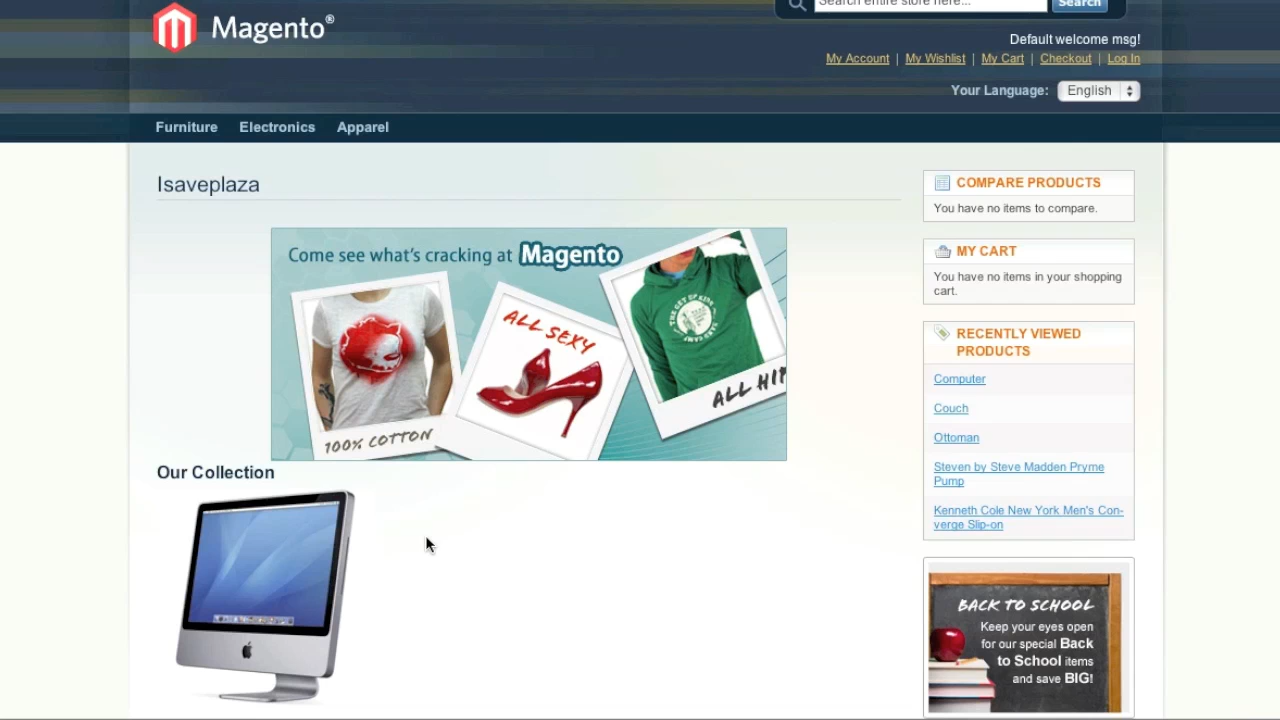 Magento®
Search entire store here...
Search
Default welcome msg!
My Account | My Wishlist | My Cart | Checkout | Log In
Your Language: English
Furniture Electronics Apparel
Isaveplaza
Come see what's cracking at Magento
100% COTTON
ALL SEXY
THE GET UP KIDS
ALL HIP
Our Collection
COMPARE PRODUCTS
You have no items to compare.
MY CART
You have no items in your shopping
cart.
RECENTLY VIEWED
PRODUCTS
Computer
Couch
Ottoman
Steven by Steve Madden Pryme
Pump
Kenneth Cole New York Men's Con-
verge Slip-on
BACK TO SCHOOL
Keep your eyes open
for our special Back
to School items
and save BIG!